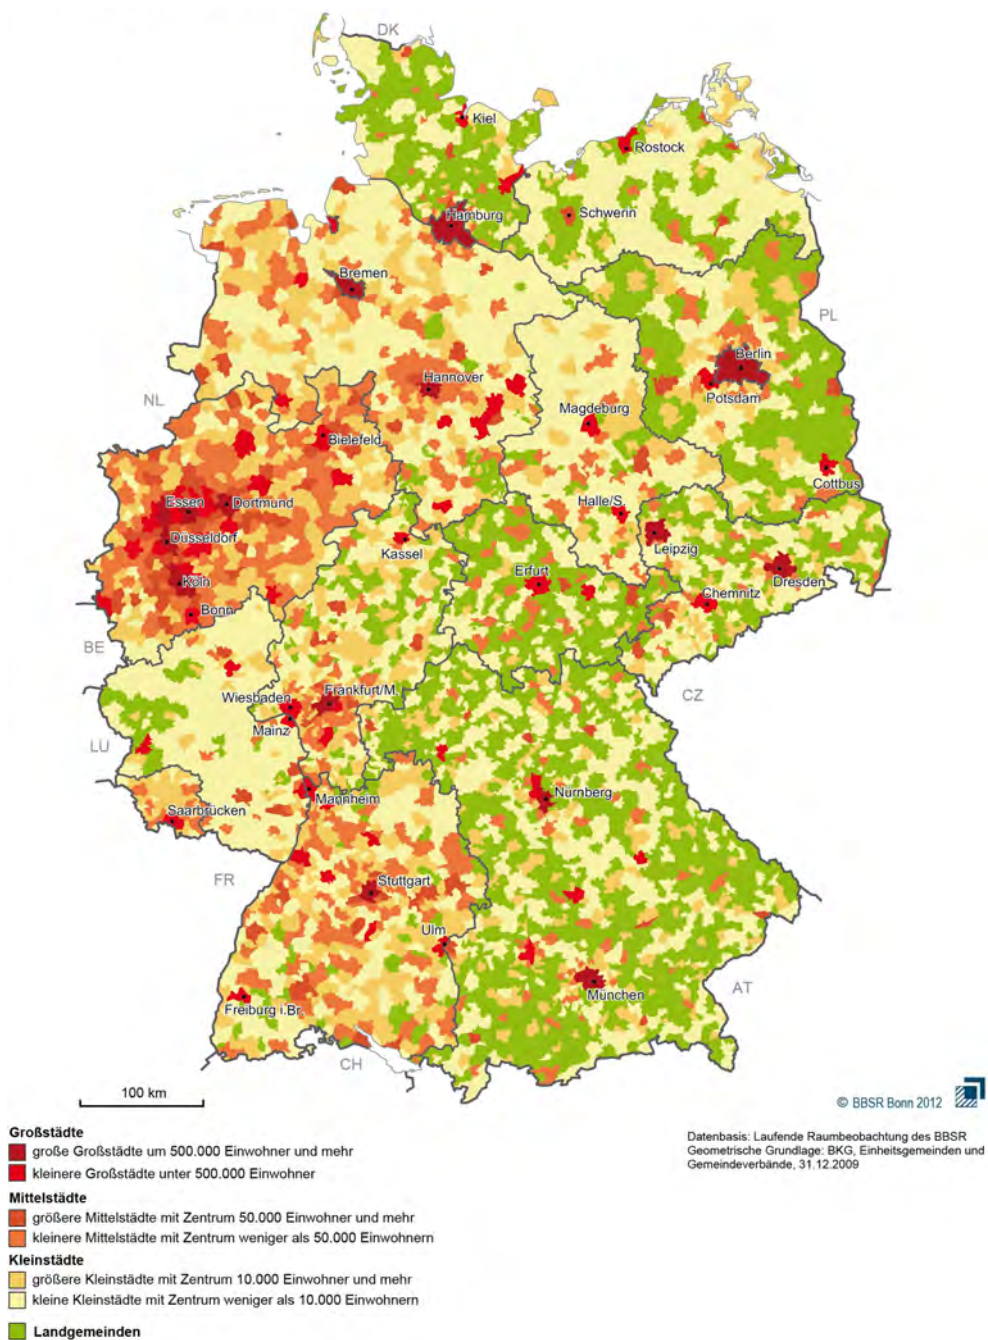 DK
Kiel
Rostock
Hamburg
Schwerin
Bremen
PL
Berlin
Hannover
Potsdam
NL
Magdeburg
Bielefeld
Cottbus
Essen
Dortmund
Halle/S.
Düsseldorf
Leipzig
Kassel
Erfurt
Dresden
Köln
Chemnitz
Bonn
BE
Wiesbaden
Frankfurt/M.
CZ
Mainz
LU
Nürnberg
Mannheim
Saarbrücken
FR
Stuttgart
Ulm
AT
München
Freiburg i.Br.
CH
100 km
© BBSR Bonn 2012
Großstädte
große Großstädte um 500.000 Einwohner und mehr
kleinere Großstädte unter 500.000 Einwohner
Mittelstädte
größere Mittelstädte mit Zentrum 50.000 Einwohner und mehr
kleinere Mittelstädte mit Zentrum weniger als 50.000 Einwohnern
Kleinstädte
größere Kleinstädte mit Zentrum 10.000 Einwohner und mehr
kleine Kleinstädte mit Zentrum weniger als 10.000 Einwohnern
Landgemeinden
Datenbasis: Laufende Raumbeobachtung des BBSR
Geometrische Grundlage: BKG, Einheitsgemeinden und
Gemeindeverbände, 31.12.2009